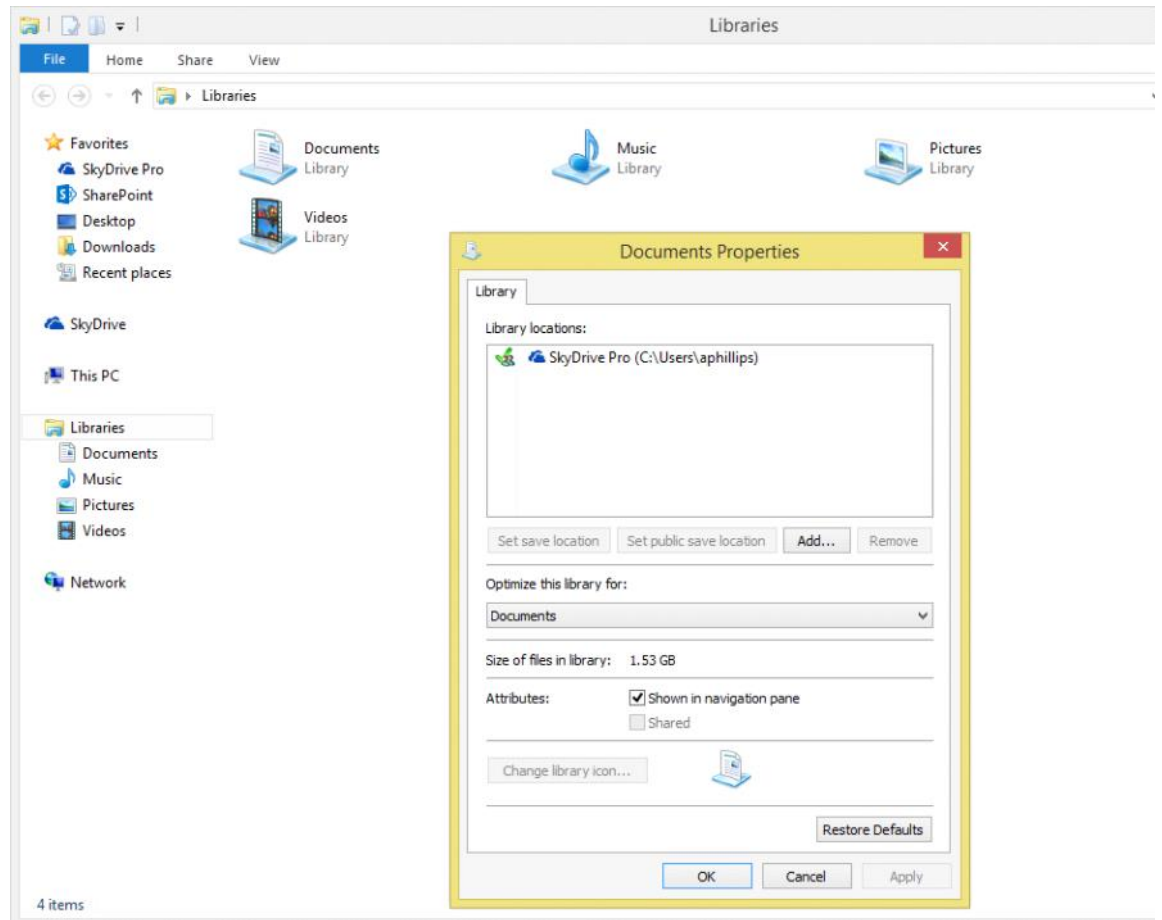 Libraries
File Home Share View
Libraries
Favorites
SkyDrive Pro
SharePoint
Desktop
Downloads
Recent places
SkyDrive
This PC
Libraries
Documents
Music
Pictures
Videos
Network
Documents
Library
Music
Library
Pictures
Library
Videos
Library
Documents Properties
Library
Library locations:
SkyDrive Pro (C:\Users\aphillips)
Set save location Set public save location Add... Remove
Optimize this library for:
Documents
Size of files in library: 1.53 GB
Attributes: Shown in navigation pane
Shared
Change library icon...
Restore Defaults
OK Cancel Apply
4 items